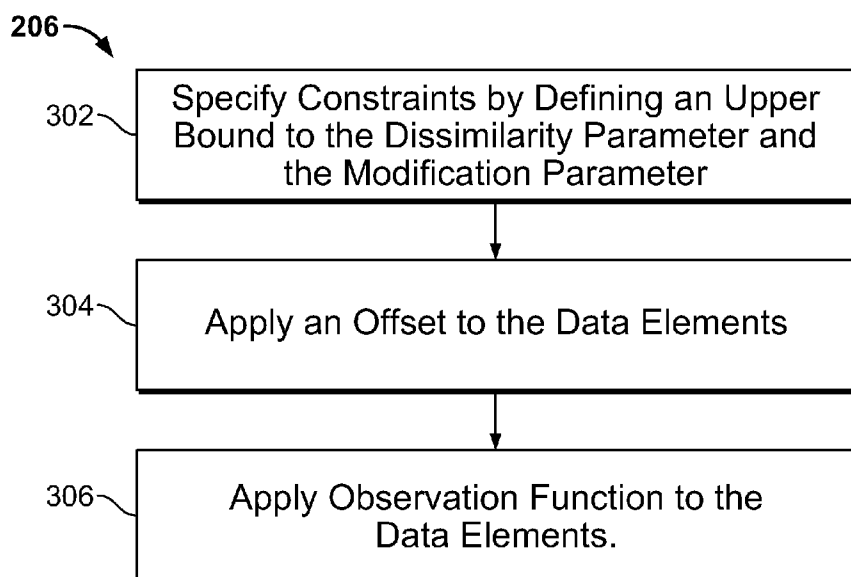 206
302
Specify Constraints by Defining an Upper
Bound to the Dissimilarity Parameter and
the Modification Parameter
304
Apply an Offset to the Data Elements
306
Apply Observation Function to the
Data Elements.